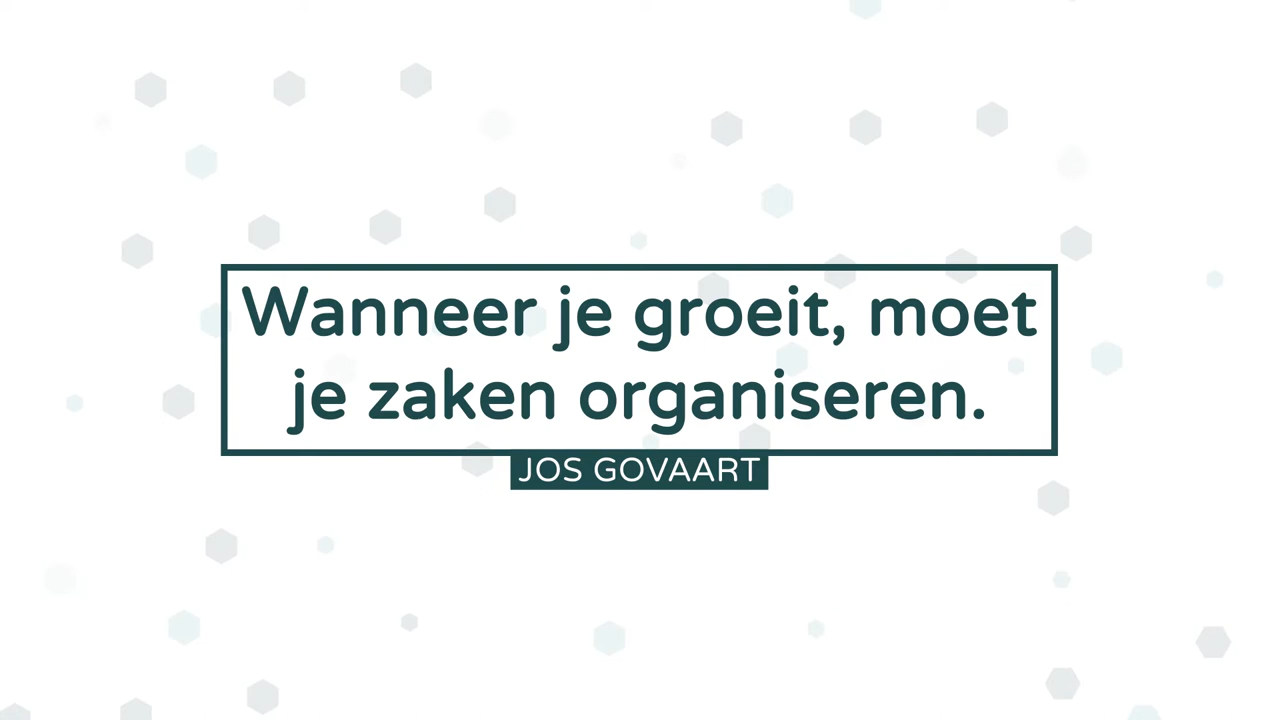 Wanneer je groeit, moet
je zaken organiseren.
JOS GOVAART